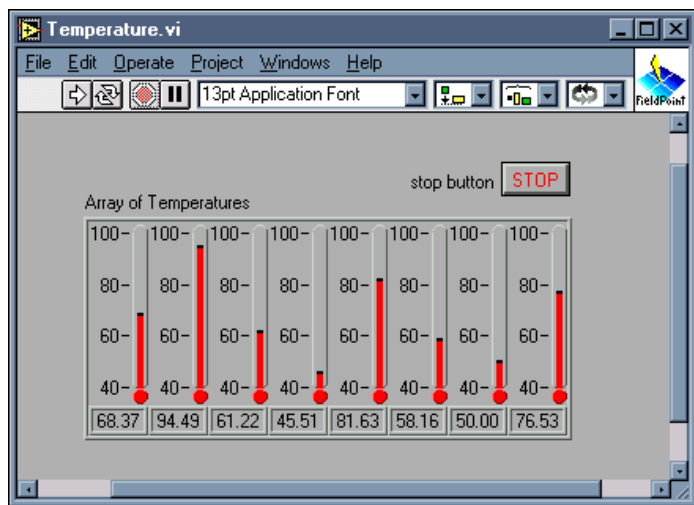 Temperature.vi
File Edit Operate Project Windows Help
13pt Application Font
FieldPoint
stop button STOP
Array of Temperatures
100- 100- 100- 100- 100- 100- 100- 100-
80- 80- 80- 80- 80- 80- 80- 80-
60- 60- 60- 60- 60- 60- 60- 60-
40- 40- 40- 40- 40- 40- 40- 40-
68.37 94.49 61.22 45.51 81.63 58.16 50.00 76.53